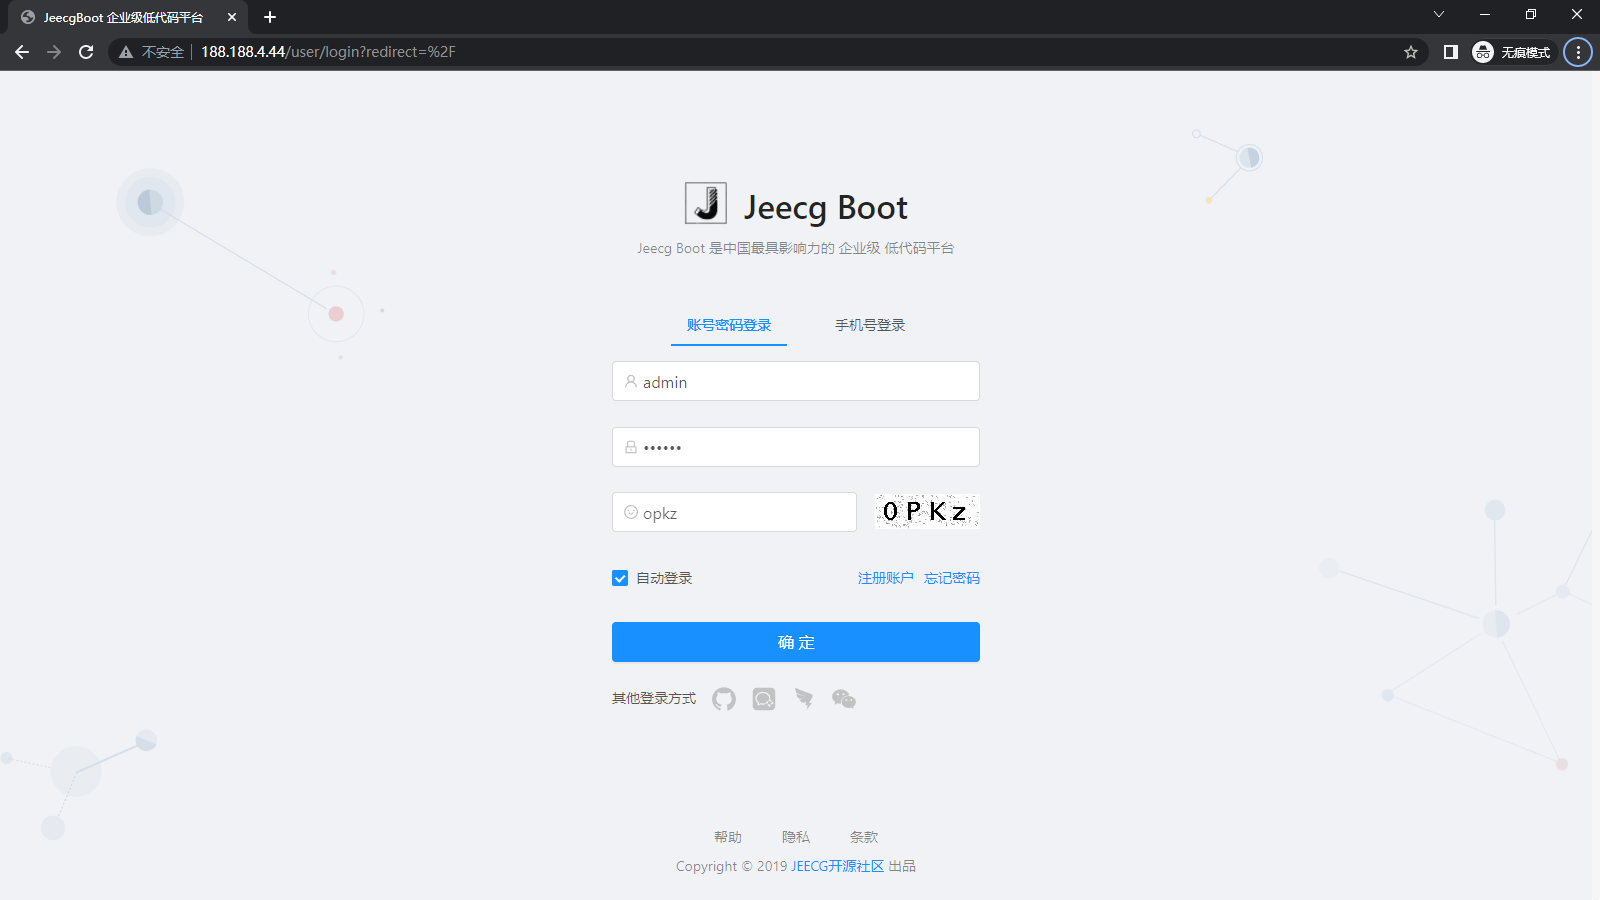 JeecgBoot 企业级低代码平台
不安全 188.188.4.44/user/login?redirect=%2F
无痕模式
Jeecg Boot
Jeecg Boot 是中国最具影响力的 企业级 低代码平台
账号密码登录 手机号登录
admin
••••••
opkz OPKz
自动登录 注册账户 忘记密码
确 定
其他登录方式
帮助 隐私 条款
Copyright © 2019 JEECG开源社区 出品